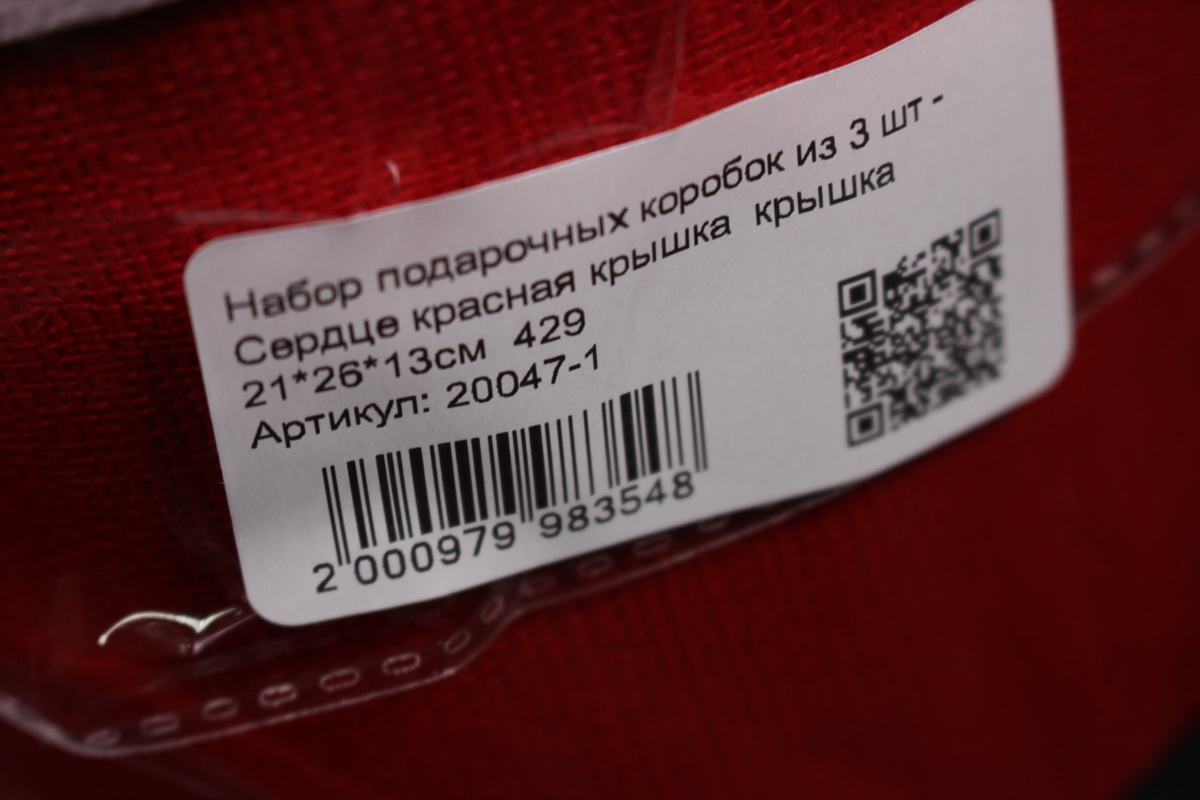 Набор подарочных коробок из 3 шт -
Сердце красная крышка крышка
21*26*13см 429
Артикул: 20047-1
2 000979 983548